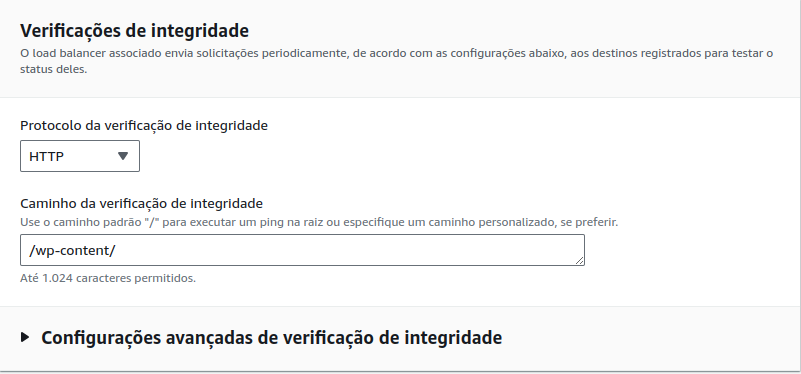 Verificações de integridade
O load balancer associado envia solicitações periodicamente, de acordo com as configurações abaixo, aos destinos registrados para testar o
status deles.
Protocolo da verificação de integridade
HTTP
Caminho da verificação de integridade
Use o caminho padrão "/" para executar um ping na raiz ou especifique um caminho personalizado, se preferir.
/wp-content/
Até 1.024 caracteres permitidos.
Configurações avançadas de verificação de integridade